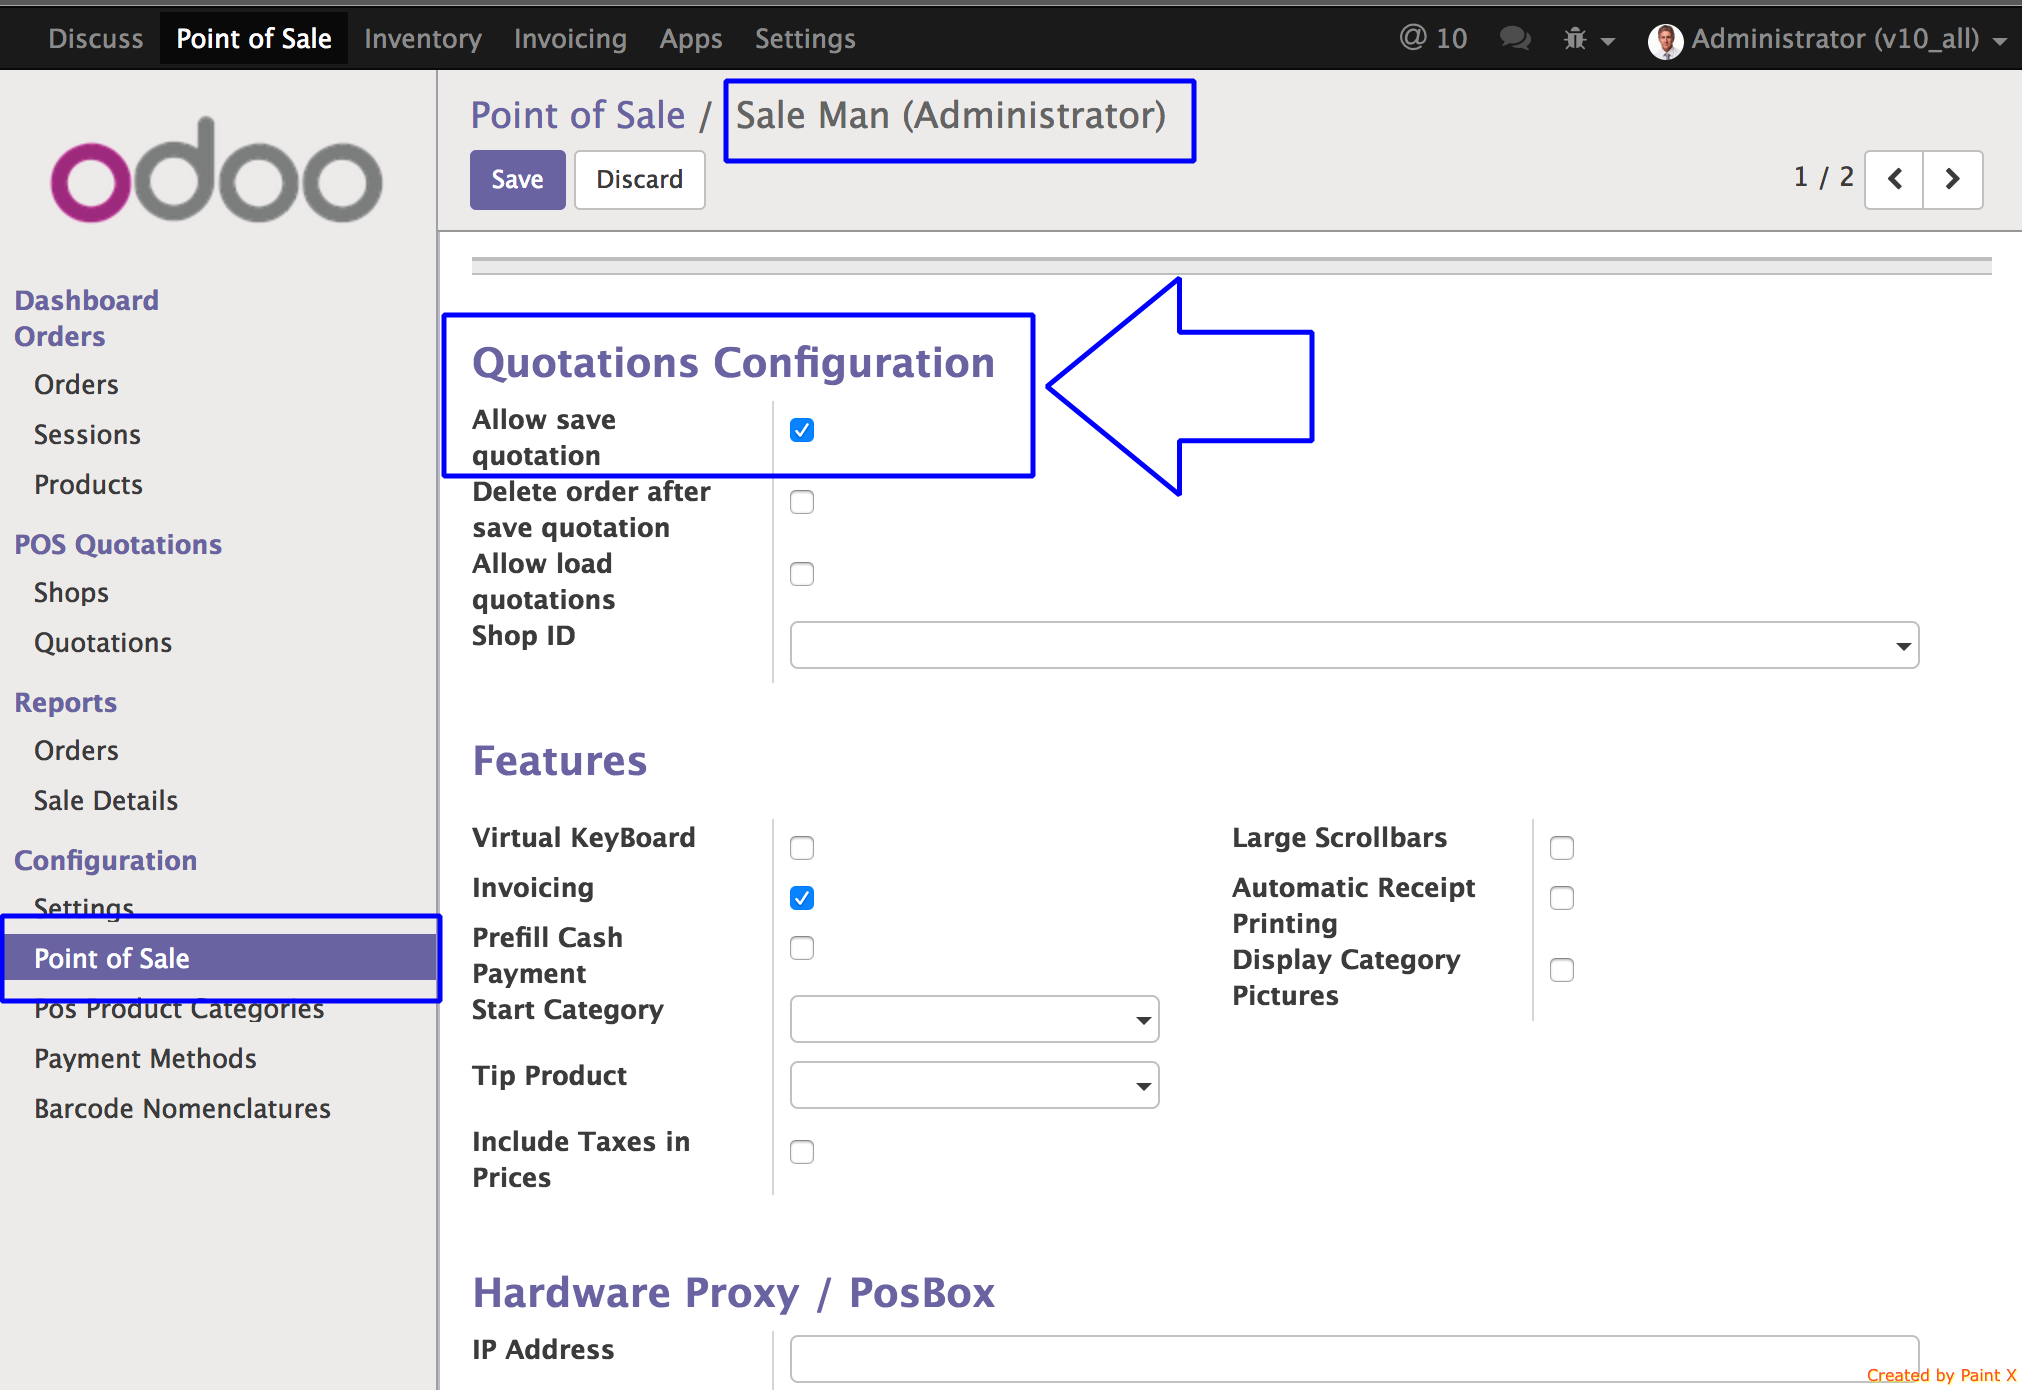 Discuss Point of Sale Inventory Invoicing Apps Settings @ 10 Administrator (v10_all)
odoo
Point of Sale / Sale Man (Administrator)
Save Discard 1 / 2
Dashboard
Orders
Orders
Sessions
Products
POS Quotations
Shops
Quotations
Reports
Orders
Sale Details
Configuration
Settings
Point of Sale
Pos Product Categories
Payment Methods
Barcode Nomenclatures
Quotations Configuration
Allow save
quotation
Delete order after
save quotation
Allow load
quotations
Shop ID
Features
Virtual KeyBoard
Invoicing
Prefill Cash
Payment
Start Category
Tip Product
Include Taxes in
Prices
Large Scrollbars
Automatic Receipt
Printing
Display Category
Pictures
Hardware Proxy / PosBox
IP Address
Created by Paint X